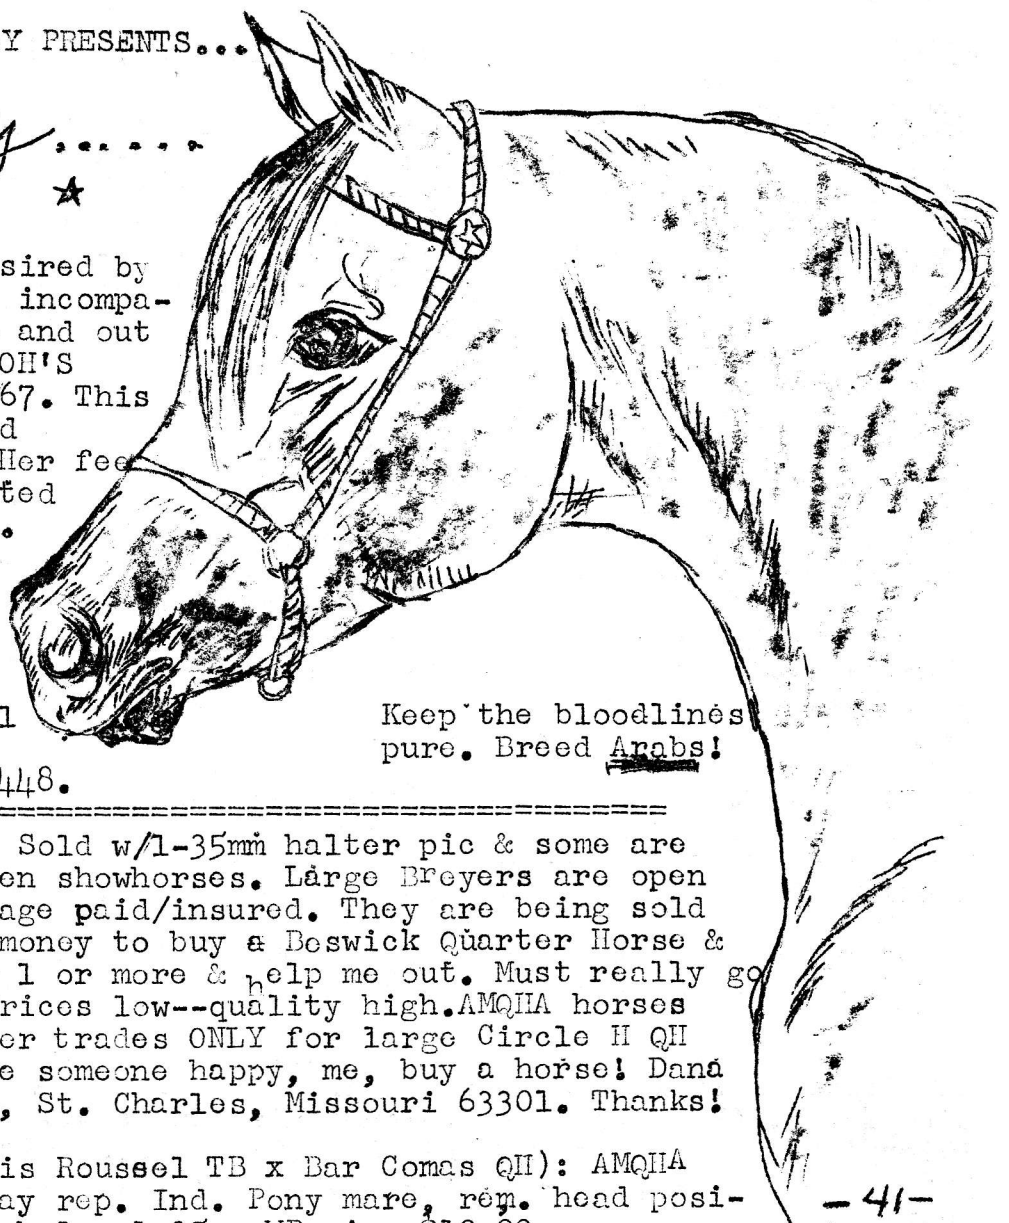 Y PRESENTS...
y ......
sired by
incompa-
and out
OH'S
67. This
d
Her fee
ted
.
l
Keep the bloodlines
pure. Breed Arabs!
448.
====================================
Sold w/1-35mm halter pic & some are
en showhorses. Large Breyers are open
age paid/insured. They are being sold
money to buy a Beswick Quarter Horse &
1 or more & help me out. Must really go
rices low--quality high. AMQHA horses
er trades ONLY for large Circle H QH
e someone happy, me, buy a horse! Dana
, St. Charles, Missouri 63301. Thanks!
is Roussel TB x Bar Comas QH): AMQHA
ay rep. Ind. Pony mare, rem. head posi-
-41-